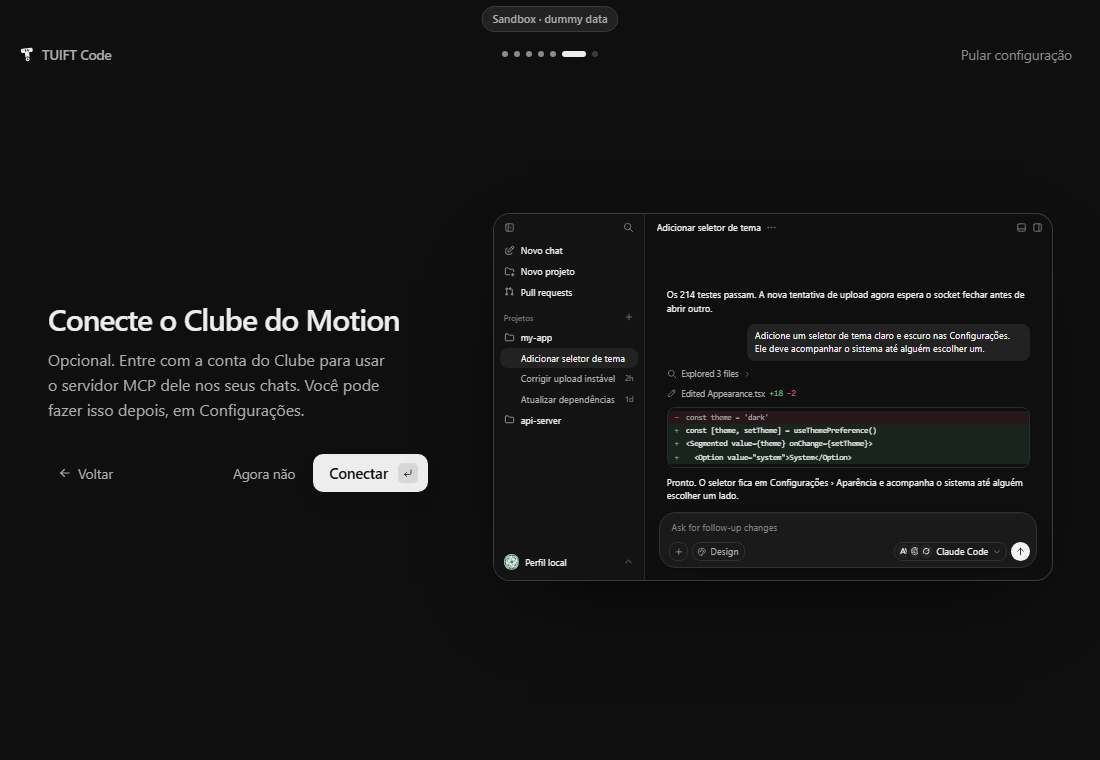 Sandbox · dummy data
TUIFT Code
Pular configuração
Conecte o Clube do Motion
Opcional. Entre com a conta do Clube para usar
o servidor MCP dele nos seus chats. Você pode
fazer isso depois, em Configurações.
← Voltar
Agora não
Conectar
Novo chat
Novo projeto
Pull requests
Projetos
my-app
Adicionar seletor de tema
Corrigir upload instável 2h
Atualizar dependências 1d
api-server
Perfil local
Adicionar seletor de tema ···
Os 214 testes passam. A nova tentativa de upload agora espera o socket fechar antes de
abrir outro.
Adicione um seletor de tema claro e escuro nas Configurações.
Ele deve acompanhar o sistema até alguém escolher um.
Explored 3 files
Edited Appearance.tsx +18 -2
- const theme = 'dark'
+ const [theme, setTheme] = useThemePreference()
+ <Segmented value={theme} onChange={setTheme}>
+ <Option value="system">System</Option>
Pronto. O seletor fica em Configurações › Aparência e acompanha o sistema até alguém
escolher um lado.
Ask for follow-up changes
Design
Claude Code